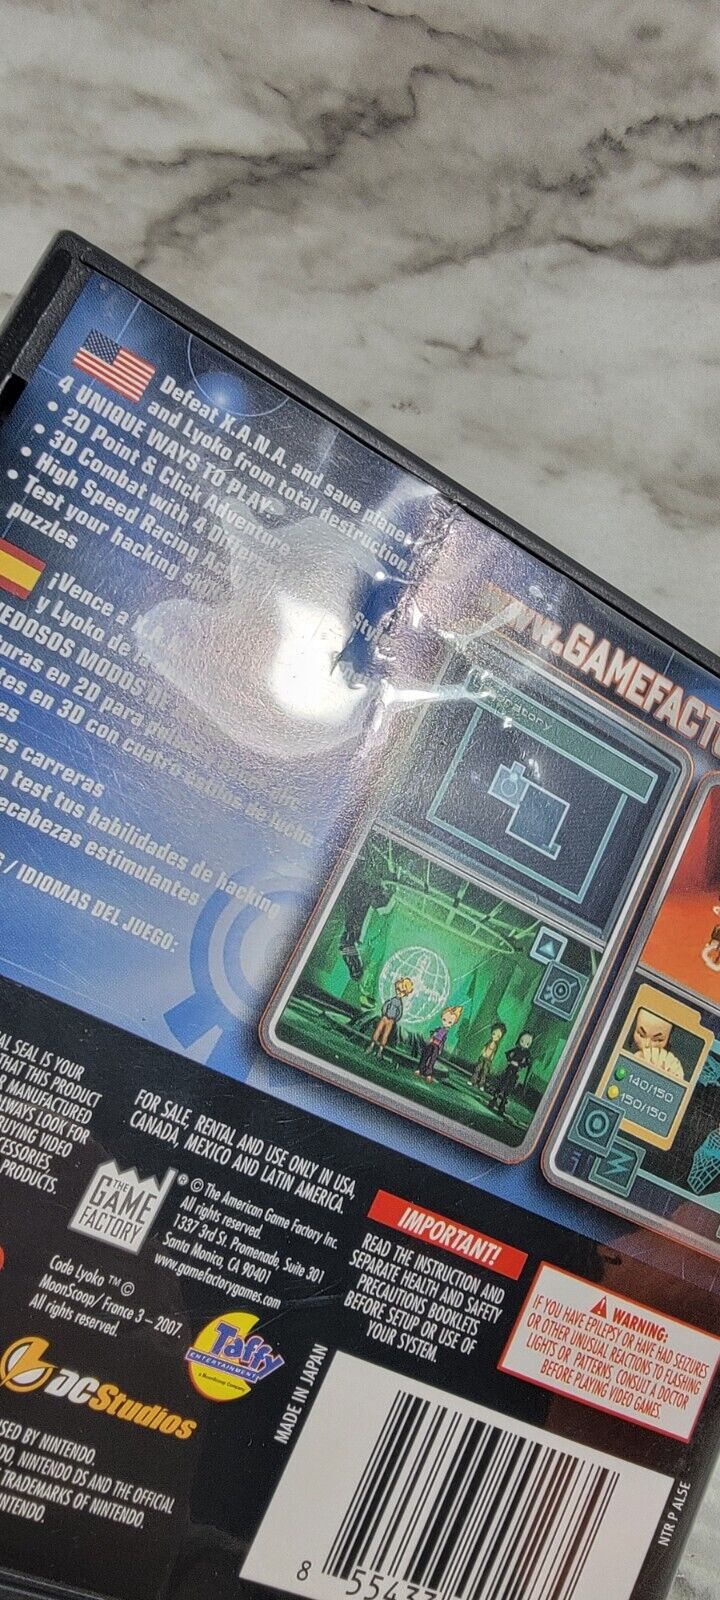 Defeat X.A.N.A. and save planet
and Lyoko from total destruction!
4 UNIQUE WAYS TO PLAY:
• 2D Point & Click Adventure
• 3D Combat with 4
• High Speed Racing
• Test your hacking
puzzles
¡Vence a
y Lyoko de
MODOS DE
en 2D para
en 3D con cuatro estilos de lucha
carreras
test tus habilidades de hacking
estimulantes
/ IDIOMAS DEL JUEGO:
www.GAMEFACTO
Laboratory
140/150
150/150
SEAL IS YOUR
THAT THIS PRODUCT
MANUFACTURED
ALWAYS LOOK FOR
BUYING VIDEO
PRODUCTS.
FOR SALE, RENTAL AND USE ONLY IN USA,
CANADA, MEXICO AND LATIN AMERICA.
THE
GAME
FACTORY
®
© The American Game Factory Inc.
All rights reserved.
1337 3rd St. Promenade, Suite 301
Santa Monica, CA 90401
www.gamefactorygames.com
IMPORTANT!
READ THE INSTRUCTION AND
SEPARATE HEALTH AND SAFETY
PRECAUTIONS BOOKLETS
BEFORE SETUP OR USE OF
YOUR SYSTEM.
WARNING:
IF YOU HAVE EPILEPSY OR HAVE HAD SEIZURES
OR OTHER UNUSUAL REACTIONS TO FLASHING
LIGHTS OR PATTERNS, CONSULT A DOCTOR
BEFORE PLAYING VIDEO GAMES.
Code Lyoko ™ ©
MoonScoop/ France 3 – 2007.
All rights reserved.
Taffy
ENTERTAINMENT
a MoonScoop Company
DC Studios
BY NINTENDO.
NINTENDO DS AND THE OFFICIAL
TRADEMARKS OF NINTENDO.
MADE IN JAPAN
8
55433
NTR P AL5E